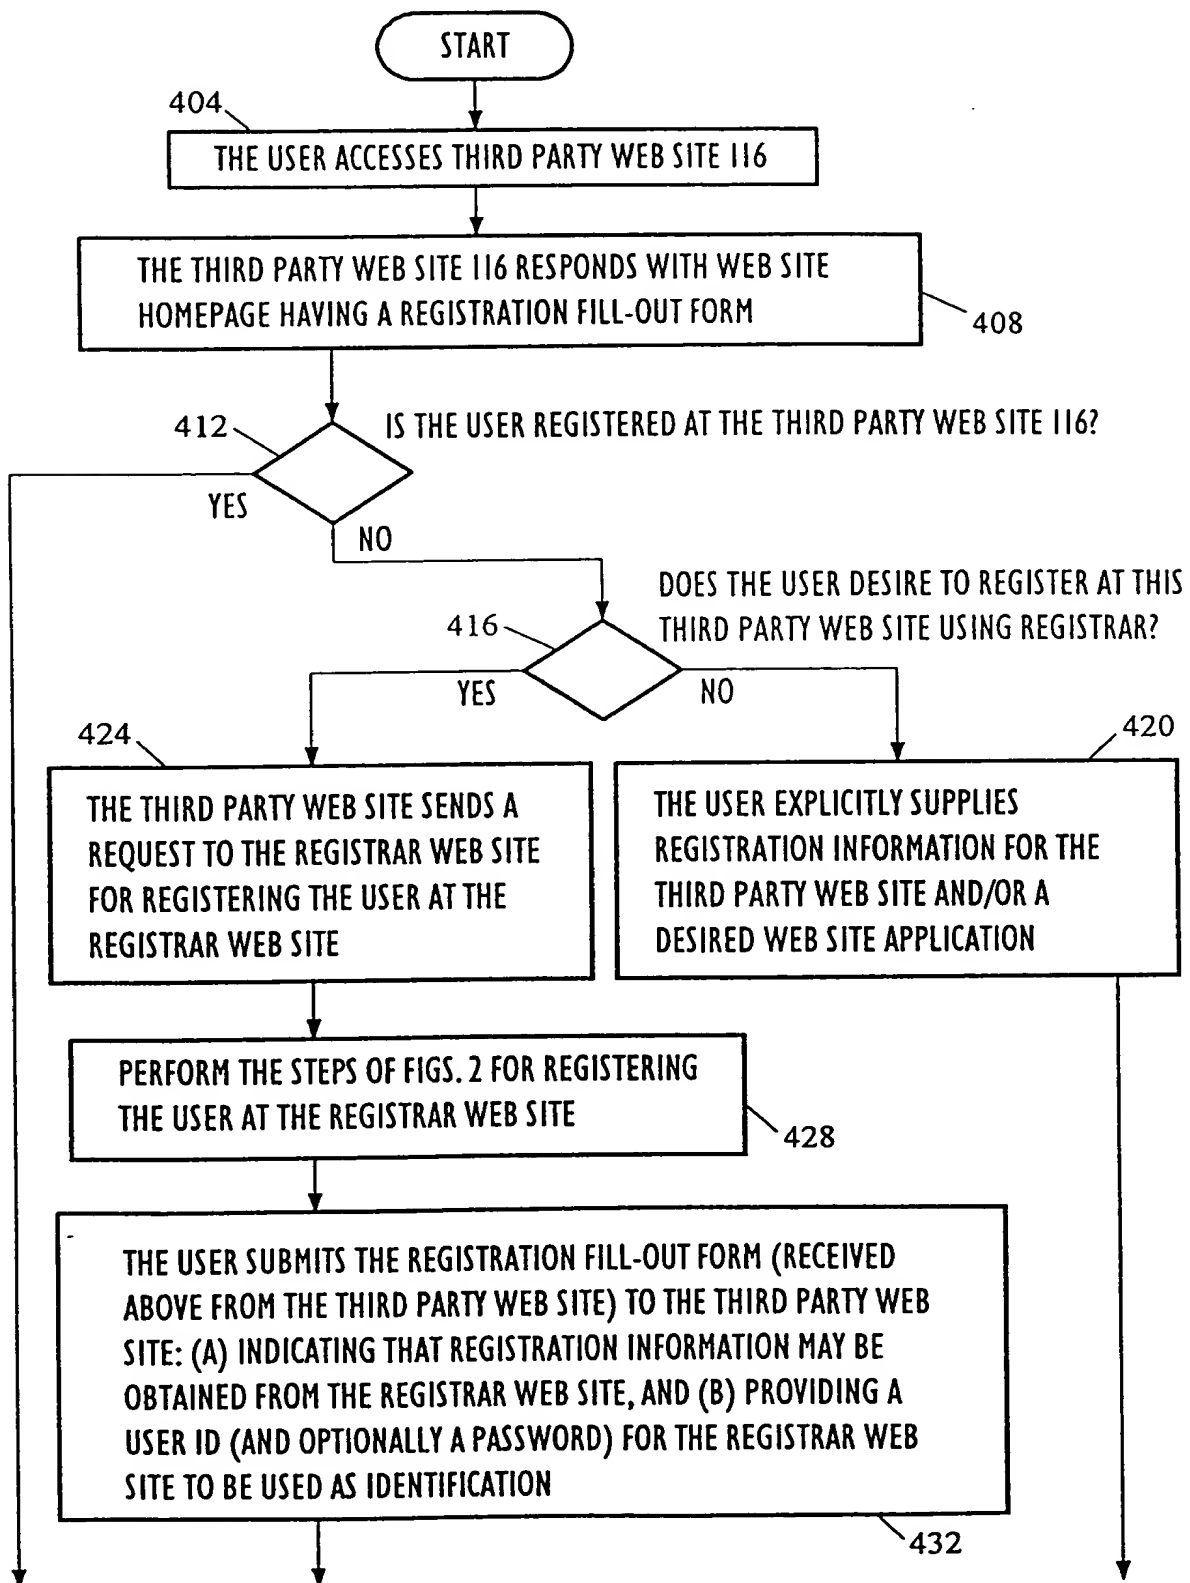 START
404
THE USER ACCESSES THIRD PARTY WEB SITE 116
THE THIRD PARTY WEB SITE 116 RESPONDS WITH WEB SITE
HOMEPAGE HAVING A REGISTRATION FILL-OUT FORM
408
412
IS THE USER REGISTERED AT THE THIRD PARTY WEB SITE 116?
YES
NO
DOES THE USER DESIRE TO REGISTER AT THIS
THIRD PARTY WEB SITE USING REGISTRAR?
416
YES
NO
424
420
THE THIRD PARTY WEB SITE SENDS A
REQUEST TO THE REGISTRAR WEB SITE
FOR REGISTERING THE USER AT THE
REGISTRAR WEB SITE
THE USER EXPLICITLY SUPPLIES
REGISTRATION INFORMATION FOR THE
THIRD PARTY WEB SITE AND/OR A
DESIRED WEB SITE APPLICATION
PERFORM THE STEPS OF FIGS. 2 FOR REGISTERING
THE USER AT THE REGISTRAR WEB SITE
428
THE USER SUBMITS THE REGISTRATION FILL-OUT FORM (RECEIVED
ABOVE FROM THE THIRD PARTY WEB SITE) TO THE THIRD PARTY WEB
SITE: (A) INDICATING THAT REGISTRATION INFORMATION MAY BE
OBTAINED FROM THE REGISTRAR WEB SITE, AND (B) PROVIDING A
USER ID (AND OPTIONALLY A PASSWORD) FOR THE REGISTRAR WEB
SITE TO BE USED AS IDENTIFICATION
432